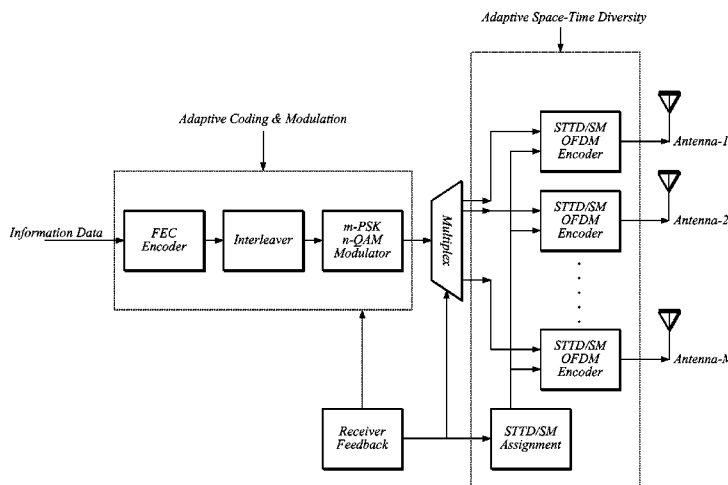 Adaptive Space-Time Diversity
Adaptive Coding & Modulation
Information Data
FEC
Encoder
Interleaver
m-PSK
n-QAM
Modulator
Multiplex
STTD/SM
OFDM
Encoder
Antenna-1
STTD/SM
OFDM
Encoder
Antenna-2
STTD/SM
OFDM
Encoder
Antenna-M
Receiver
Feedback
STTD/SM
Assignment